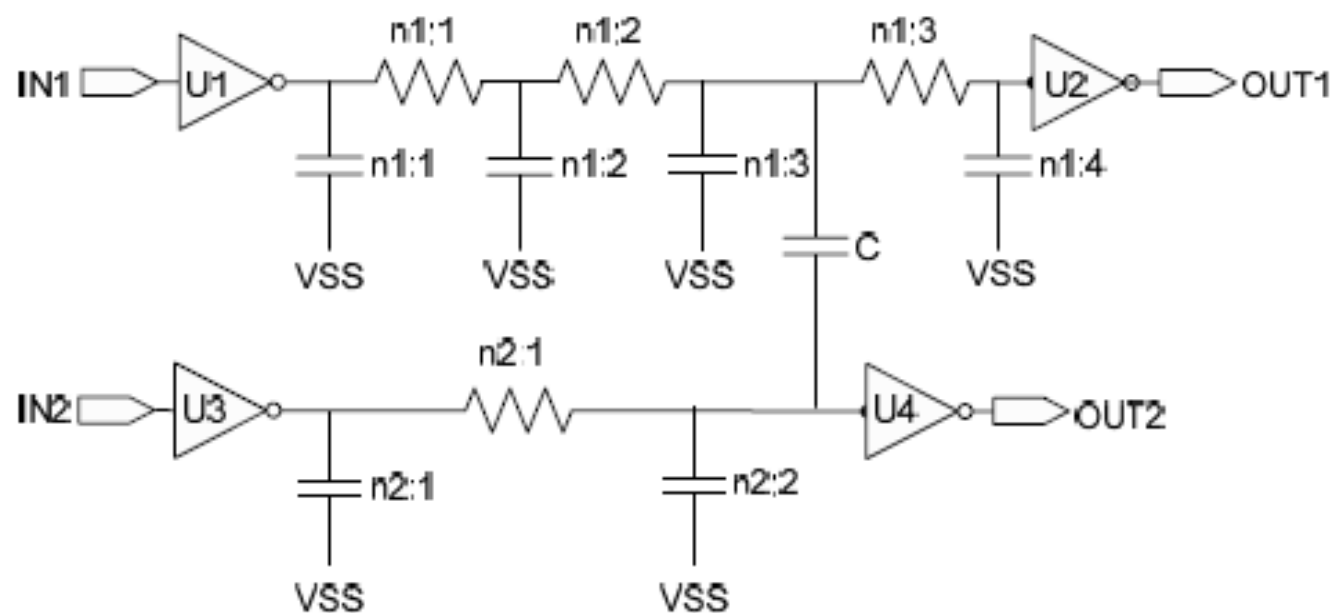 n1:1 n1:2 n1:3
IN1 U1 U2 OUT1
n1:1 n1:2 n1:3 n1:4
C
VSS VSS VSS VSS
n2:1
IN2 U3 U4 OUT2
n2:1 n2:2
VSS VSS